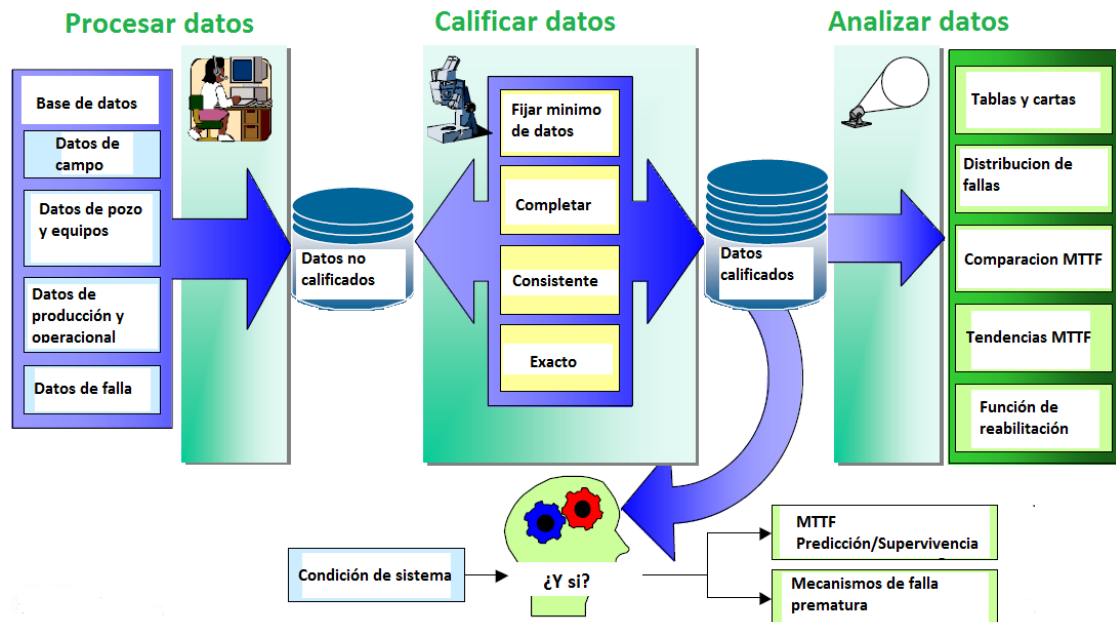 Procesar datos
Calificar datos
Analizar datos
Base de datos
Datos de
campo
Datos de pozo
y equipos
Datos de
producción y
operacional
Datos de falla
Datos no
calificados
Fijar minimo
de datos
Completar
Consistente
Exacto
Datos
calificados
Tablas y cartas
Distribucion de
fallas
Comparacion MTTF
Tendencias MTTF
Función de
reabilitación
Condición de sistema
¿Y si?
MTTF
Predicción/Supervivencia
Mecanismos de falla
prematura